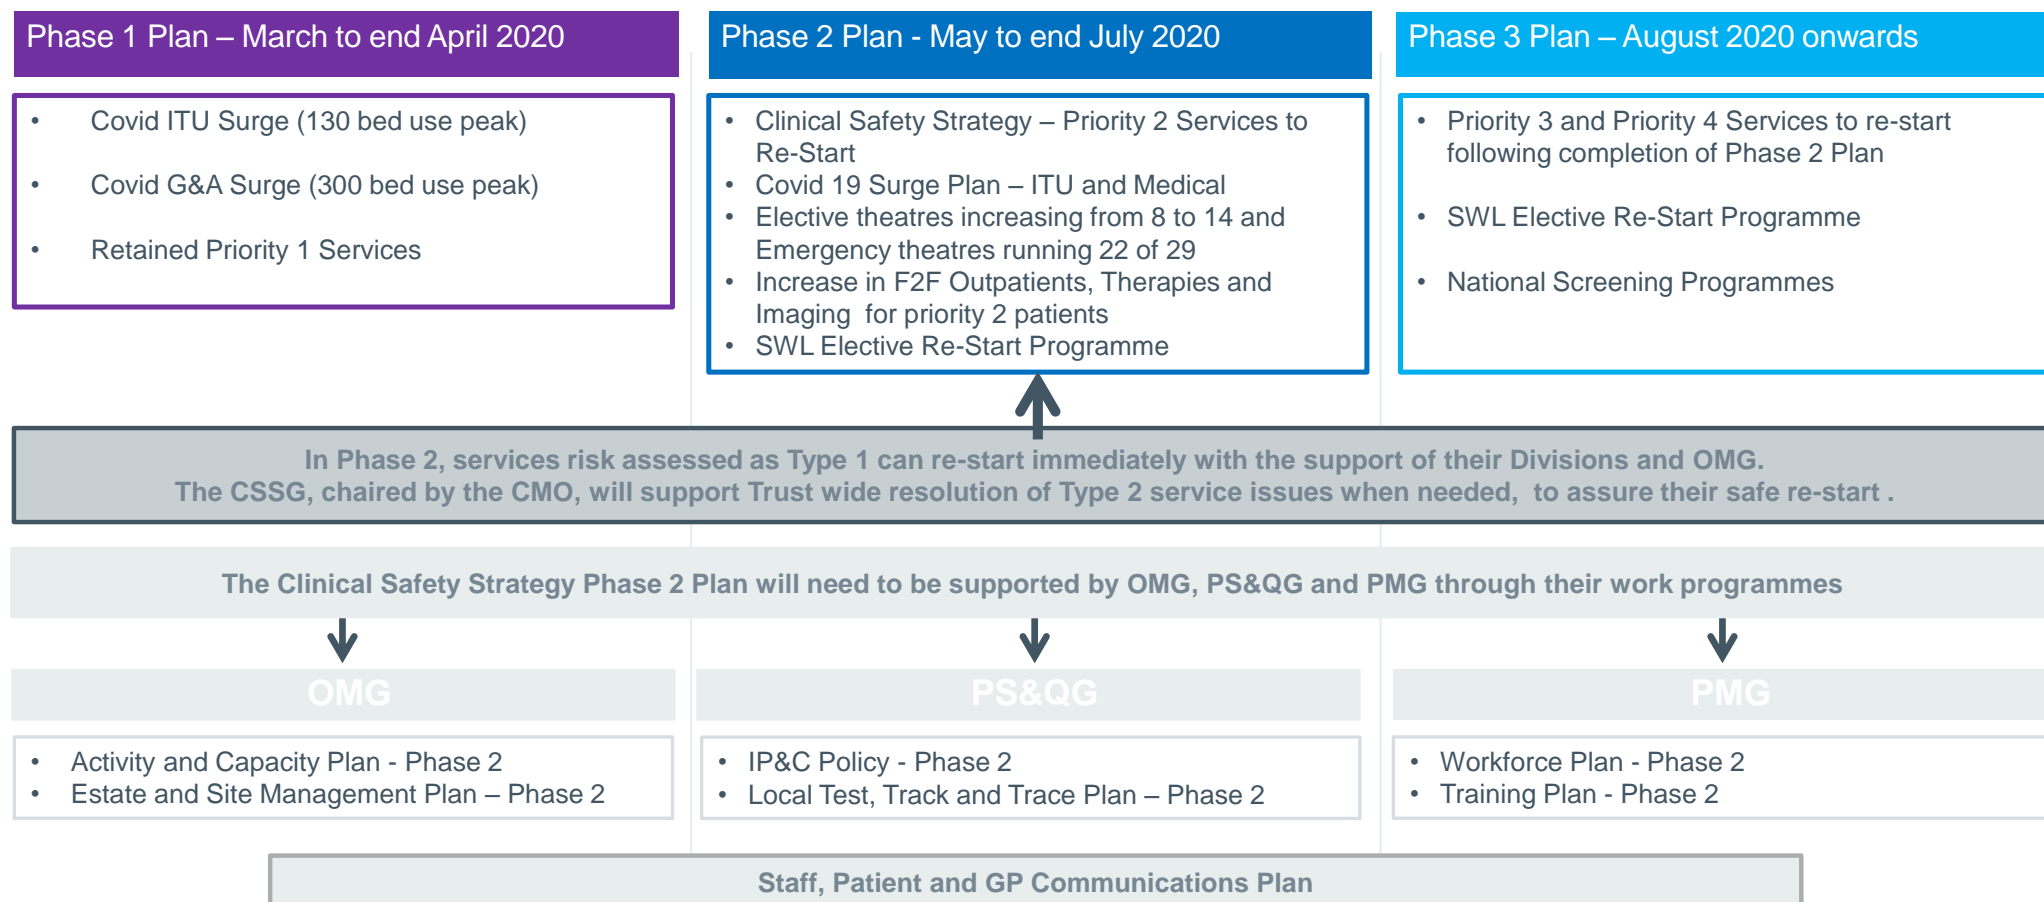 Phase 1 Plan – March to end April 2020
• Covid ITU Surge (130 bed use peak)
• Covid G&A Surge (300 bed use peak)
• Retained Priority 1 Services
Phase 2 Plan - May to end July 2020
• Clinical Safety Strategy – Priority 2 Services to
Re-Start
• Covid 19 Surge Plan – ITU and Medical
• Elective theatres increasing from 8 to 14 and
Emergency theatres running 22 of 29
• Increase in F2F Outpatients, Therapies and
Imaging for priority 2 patients
• SWL Elective Re-Start Programme
Phase 3 Plan – August 2020 onwards
• Priority 3 and Priority 4 Services to re-start
following completion of Phase 2 Plan
• SWL Elective Re-Start Programme
• National Screening Programmes
In Phase 2, services risk assessed as Type 1 can re-start immediately with the support of their Divisions and OMG.
The CSSG, chaired by the CMO, will support Trust wide resolution of Type 2 service issues when needed, to assure their safe re-start .
The Clinical Safety Strategy Phase 2 Plan will need to be supported by OMG, PS&QG and PMG through their work programmes
OMG
• Activity and Capacity Plan - Phase 2
• Estate and Site Management Plan – Phase 2
PS&QG
• IP&C Policy - Phase 2
• Local Test, Track and Trace Plan – Phase 2
PMG
• Workforce Plan - Phase 2
• Training Plan - Phase 2
Staff, Patient and GP Communications Plan